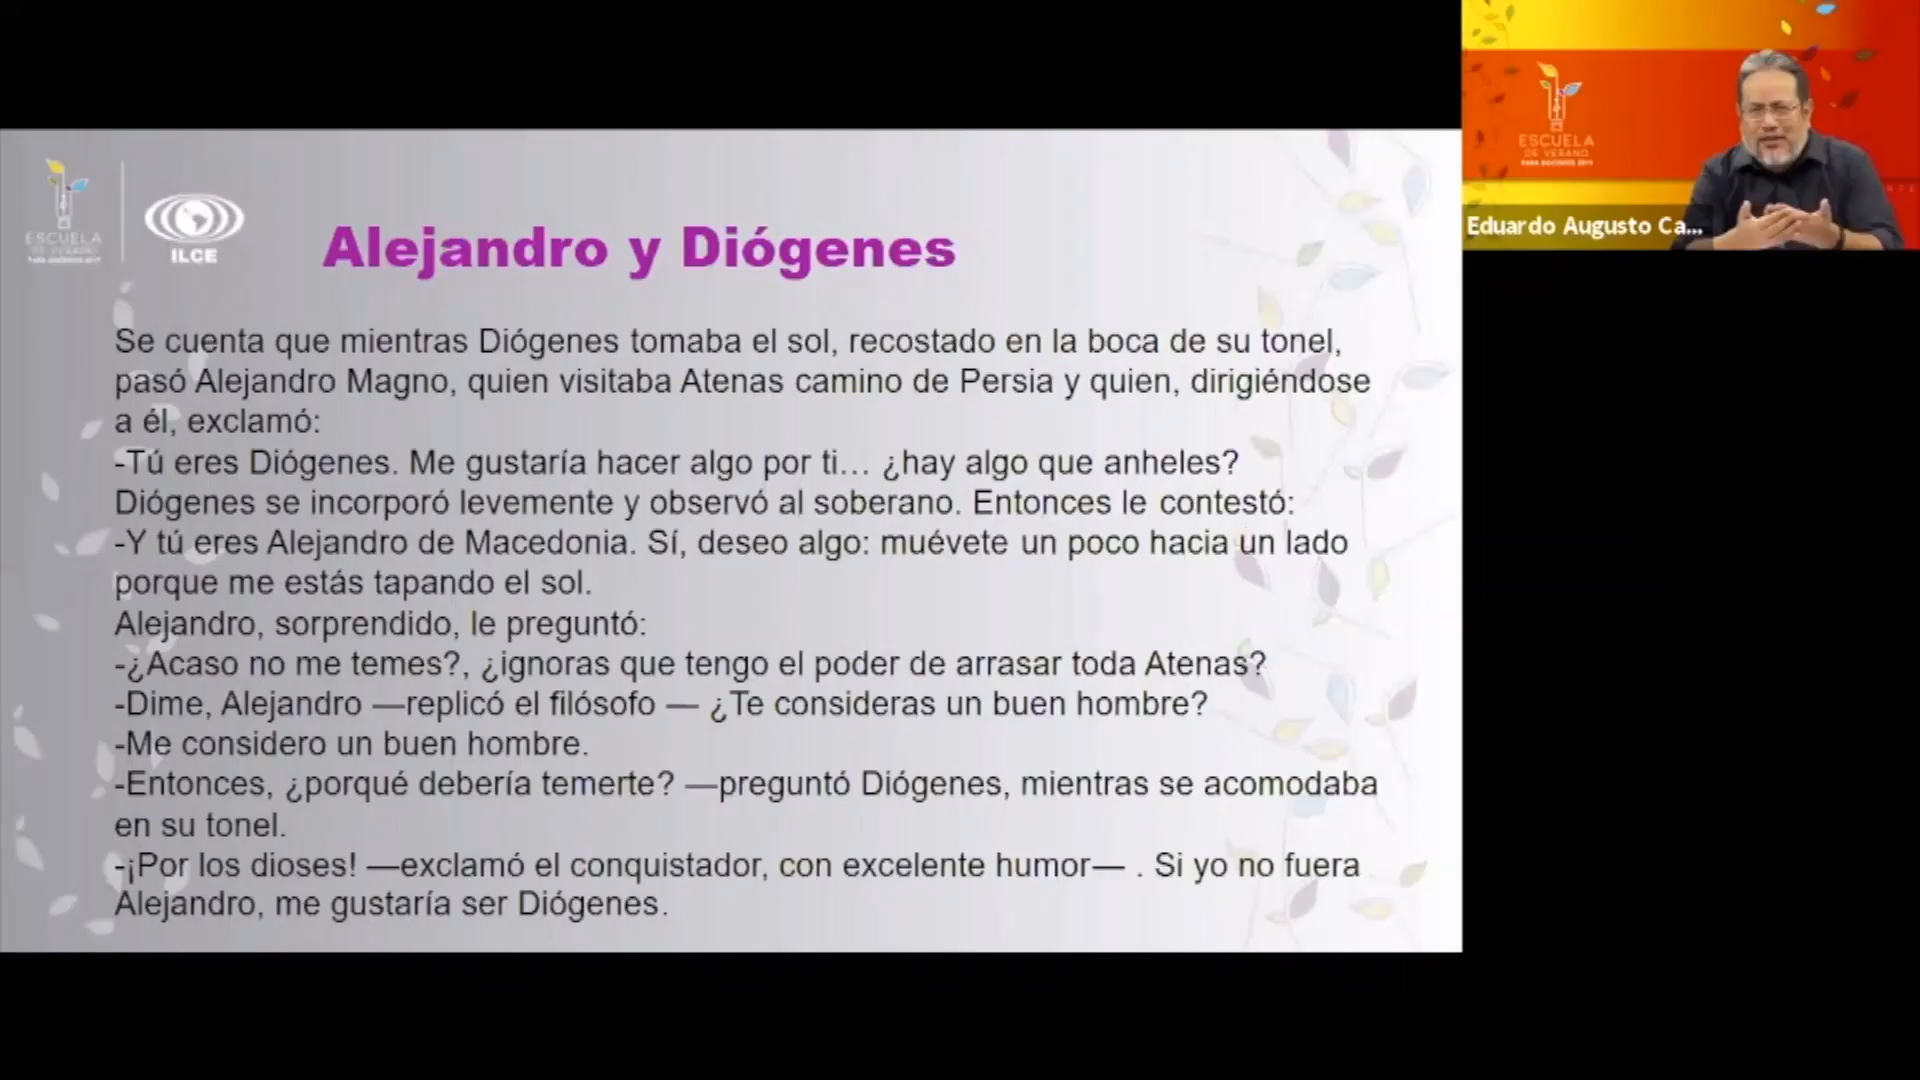 ESCUELA
DE VERANO
PARA DOCENTES 2019
ILCE
Alejandro y Diógenes
Se cuenta que mientras Diógenes tomaba el sol, recostado en la boca de su tonel,
pasó Alejandro Magno, quien visitaba Atenas camino de Persia y quien, dirigiéndose
a él, exclamó:
-Tú eres Diógenes. Me gustaría hacer algo por ti... ¿hay algo que anheles?
Diógenes se incorporó levemente y observó al soberano. Entonces le contestó:
-Y tú eres Alejandro de Macedonia. Sí, deseo algo: muévete un poco hacia un lado
porque me estás tapando el sol.
Alejandro, sorprendido, le preguntó:
-¿Acaso no me temes?, ¿ignoras que tengo el poder de arrasar toda Atenas?
-Dime, Alejandro —replicó el filósofo — ¿Te consideras un buen hombre?
-Me considero un buen hombre.
-Entonces, ¿porqué debería temerte? —preguntó Diógenes, mientras se acomodaba
en su tonel.
-¡Por los dioses! —exclamó el conquistador, con excelente humor— . Si yo no fuera
Alejandro, me gustaría ser Diógenes.
ESCUELA
DE VERANO
PARA DOCENTES 2019
Eduardo Augusto Ca...